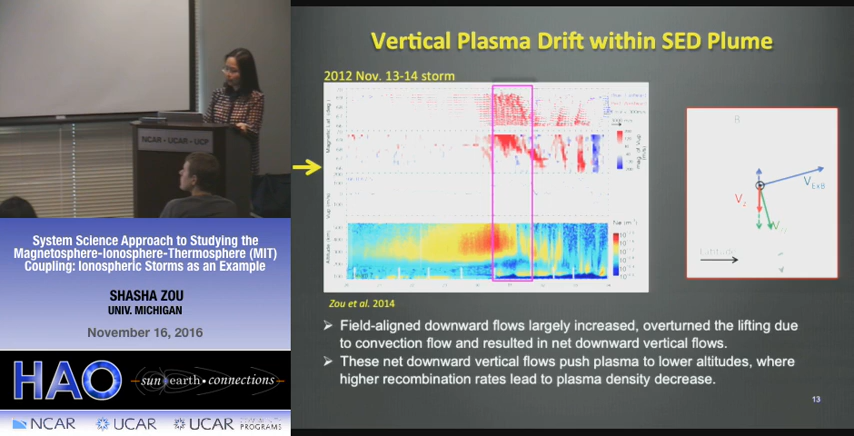 Vertical Plasma Drift within SED Plume
2012 Nov. 13-14 storm
NCAR • UCAR • UCP
V_ExB
V_z
Latitude
Zou et al. 2014
Field-aligned downward flows largely increased, overturned the lifting due
to convection flow and resulted in net downward vertical flows.
These net downward vertical flows push plasma to lower altitudes, where
higher recombination rates lead to plasma density decrease.
13
System Science Approach to Studying the
Magnetosphere-Ionosphere-Thermosphere (MIT)
Coupling: Ionospheric Storms as an Example
SHASHA ZOU
UNIV. MICHIGAN
November 16, 2016
HAO
sun • earth • connections
NCAR UCAR UCAR PROGRAMS